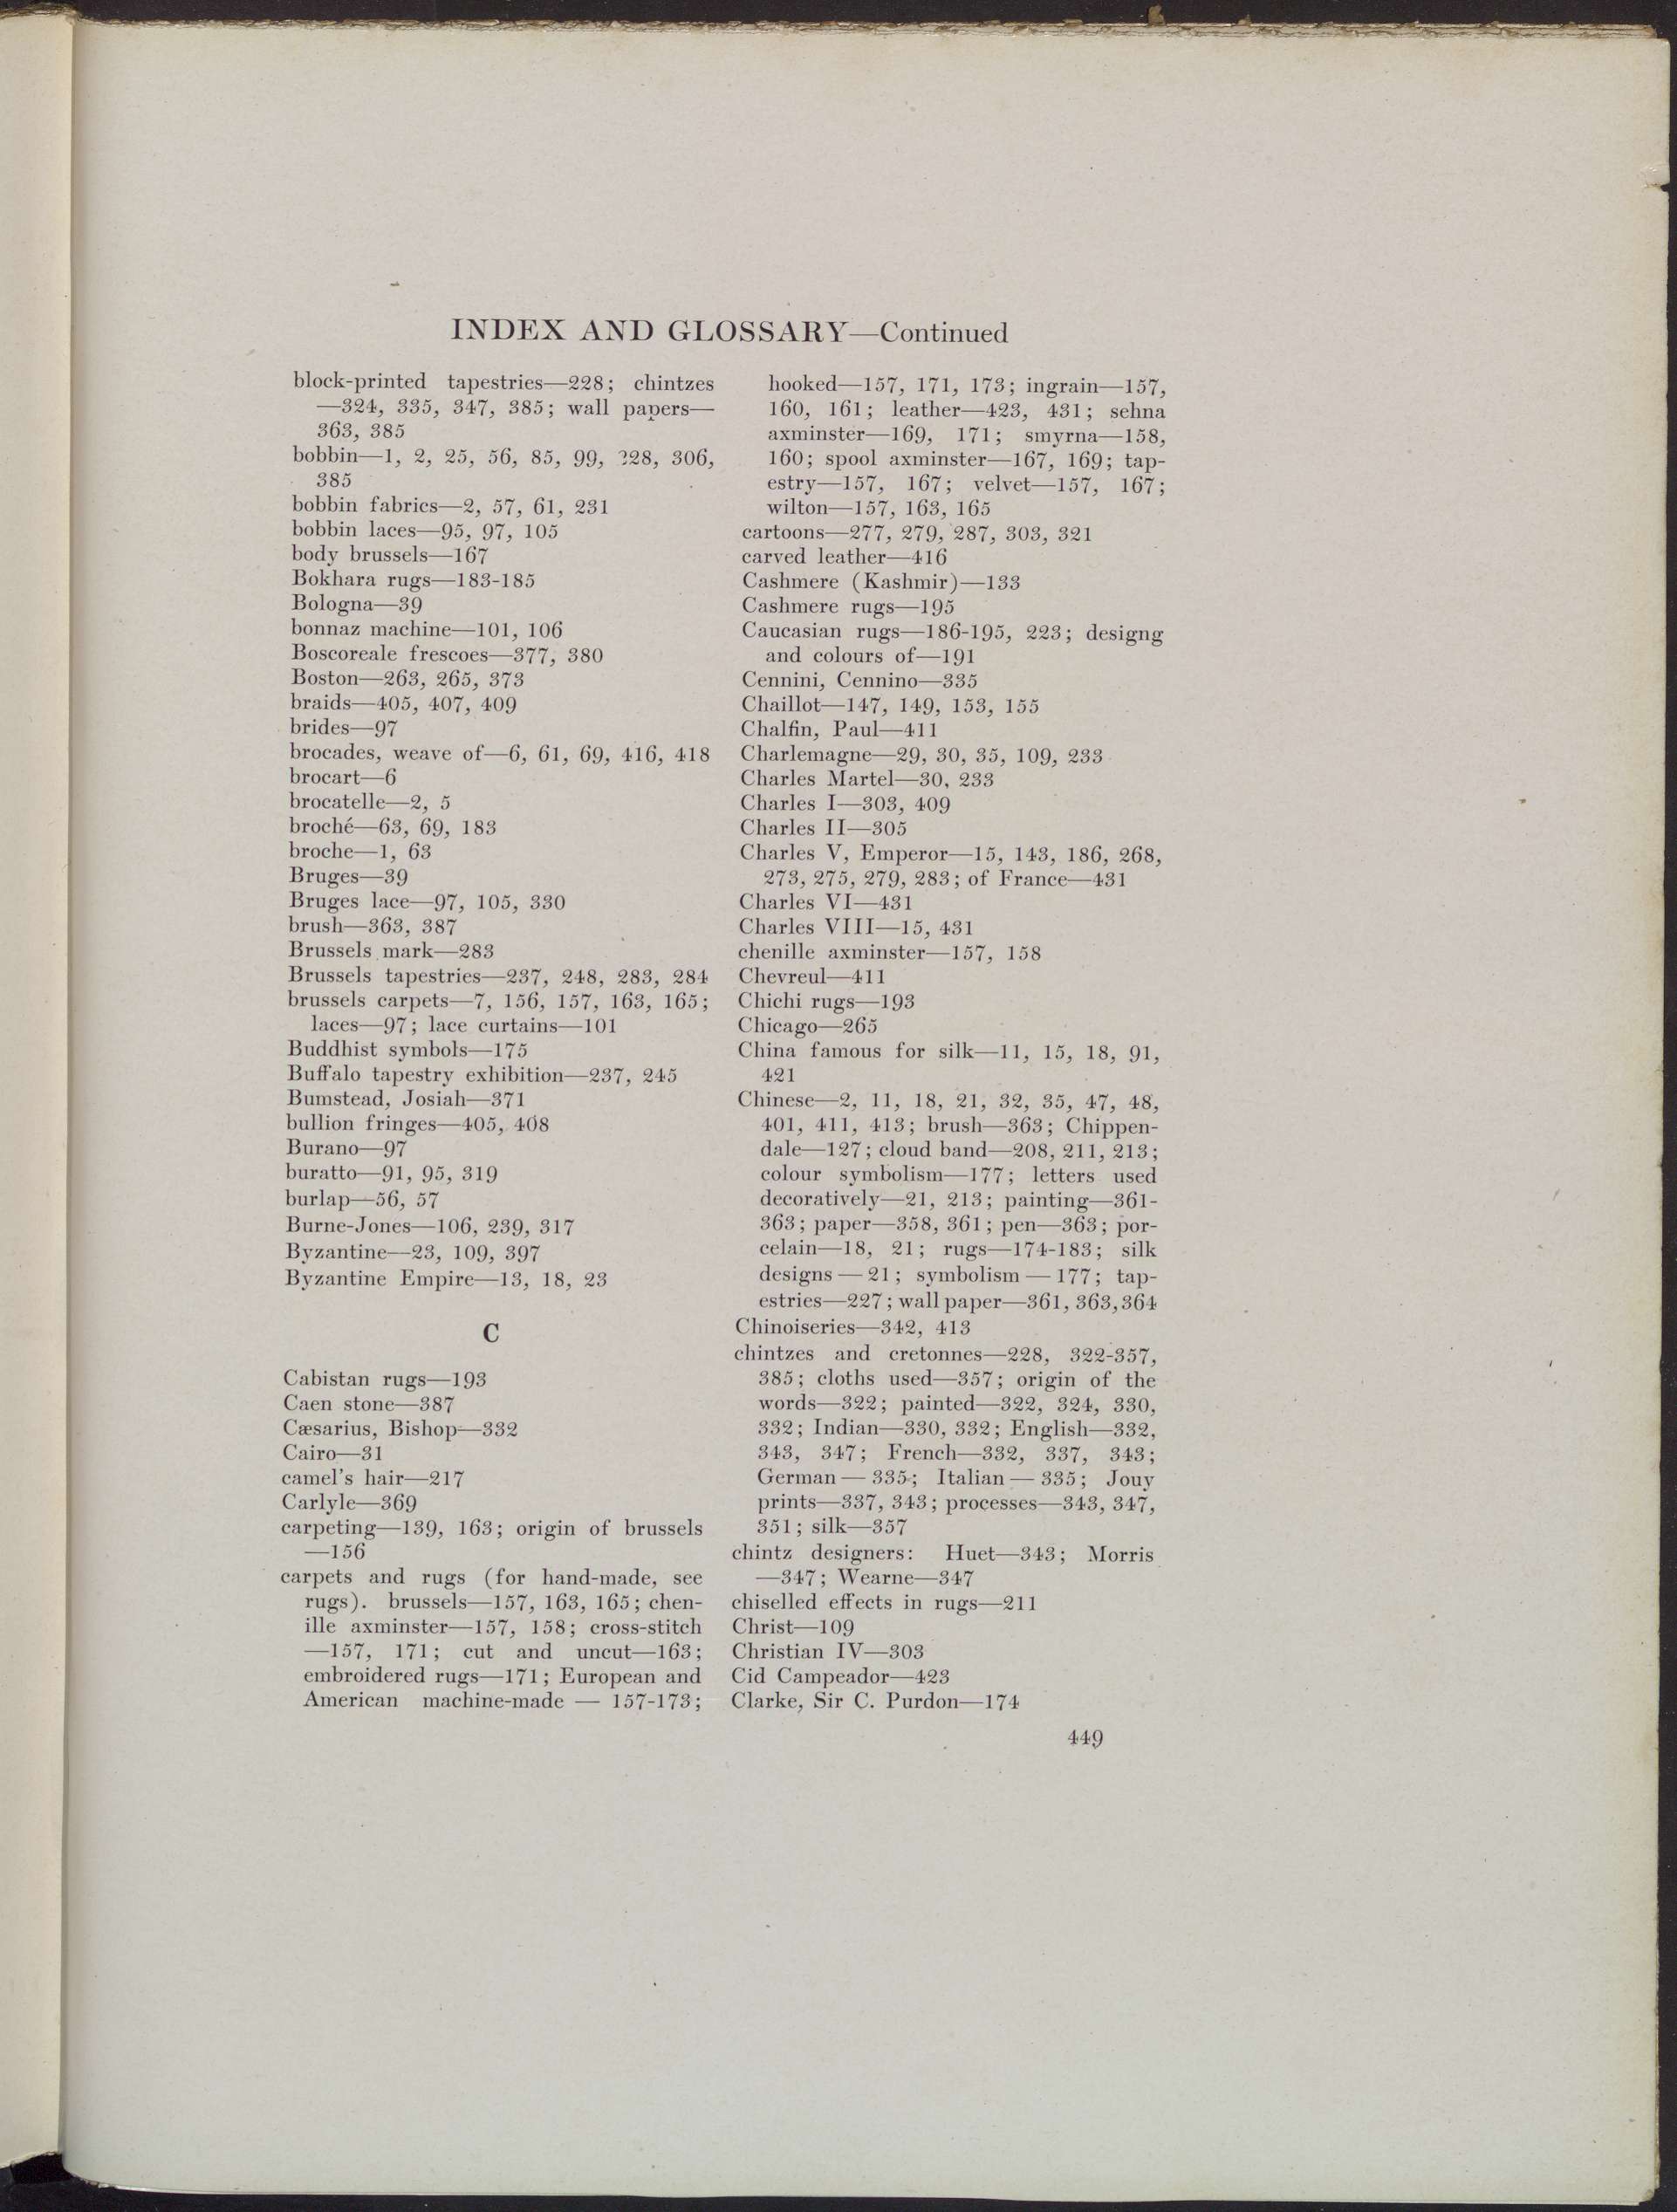 INDEX AND GLOSSARY—Continued
block-printed tapestries—228; chintzes
—324, 335, 347, 385; wall papers—
363, 385
bobbin—1, 2, 25, 56, 85, 99, 228, 306,
385
bobbin fabrics—2, 57, 61, 231
bobbin laces—95, 97, 105
body brussels—167
Bokhara rugs—183-185
Bologna—39
bonnaz machine—101, 106
Boscoreale frescoes—377, 380
Boston—263, 265, 373
braids—405, 407, 409
brides—97
brocades, weave of—6, 61, 69, 416, 418
brocart—6
brocatelle—2, 5
broché—63, 69, 183
broche—1, 63
Bruges—39
Bruges lace—97, 105, 330
brush—363, 387
Brussels mark—283
Brussels tapestries—237, 248, 283, 284
brussels carpets—7, 156, 157, 163, 165;
laces—97; lace curtains—101
Buddhist symbols—175
Buffalo tapestry exhibition—237, 245
Bumstead, Josiah—371
bullion fringes—405, 408
Burano—97
buratto—91, 95, 319
burlap—56, 57
Burne-Jones—106, 239, 317
Byzantine—23, 109, 397
Byzantine Empire—13, 18, 23
C
Cabistan rugs—193
Caen stone—387
Cæsarius, Bishop—332
Cairo—31
camel's hair—217
Carlyle—369
carpeting—139, 163; origin of brussels
—156
carpets and rugs (for hand-made, see
rugs). brussels—157, 163, 165; chen-
ille axminster—157, 158; cross-stitch
—157, 171; cut and uncut—163;
embroidered rugs—171; European and
American machine-made — 157-173;
hooked—157, 171, 173; ingrain—157,
160, 161; leather—423, 431; sehna
axminster—169, 171; smyrna—158,
160; spool axminster—167, 169; tap-
estry—157, 167; velvet—157, 167;
wilton—157, 163, 165
cartoons—277, 279, 287, 303, 321
carved leather—416
Cashmere (Kashmir)—133
Cashmere rugs—195
Caucasian rugs—186-195, 223; designg
and colours of—191
Cennini, Cennino—335
Chaillot—147, 149, 153, 155
Chalfin, Paul—411
Charlemagne—29, 30, 35, 109, 233
Charles Martel—30, 233
Charles I—303, 409
Charles II—305
Charles V, Emperor—15, 143, 186, 268,
273, 275, 279, 283; of France—431
Charles VI—431
Charles VIII—15, 431
chenille axminster—157, 158
Chevreul—411
Chichi rugs—193
Chicago—265
China famous for silk—11, 15, 18, 91,
421
Chinese—2, 11, 18, 21, 32, 35, 47, 48,
401, 411, 413; brush—363; Chippen-
dale—127; cloud band—208, 211, 213;
colour symbolism—177; letters used
decoratively—21, 213; painting—361-
363; paper—358, 361; pen—363; por-
celain—18, 21; rugs—174-183; silk
designs — 21; symbolism — 177; tap-
estries—227; wall paper—361, 363, 364
Chinoiseries—342, 413
chintzes and cretonnes—228, 322-357,
385; cloths used—357; origin of the
words—322; painted—322, 324, 330,
332; Indian—330, 332; English—332,
343, 347; French—332, 337, 343;
German — 335; Italian — 335; Jouy
prints—337, 343; processes—343, 347,
351; silk—357
chintz designers: Huet—343; Morris
—347; Wearne—347
chiselled effects in rugs—211
Christ—109
Christian IV—303
Cid Campeador—423
Clarke, Sir C. Purdon—174
449